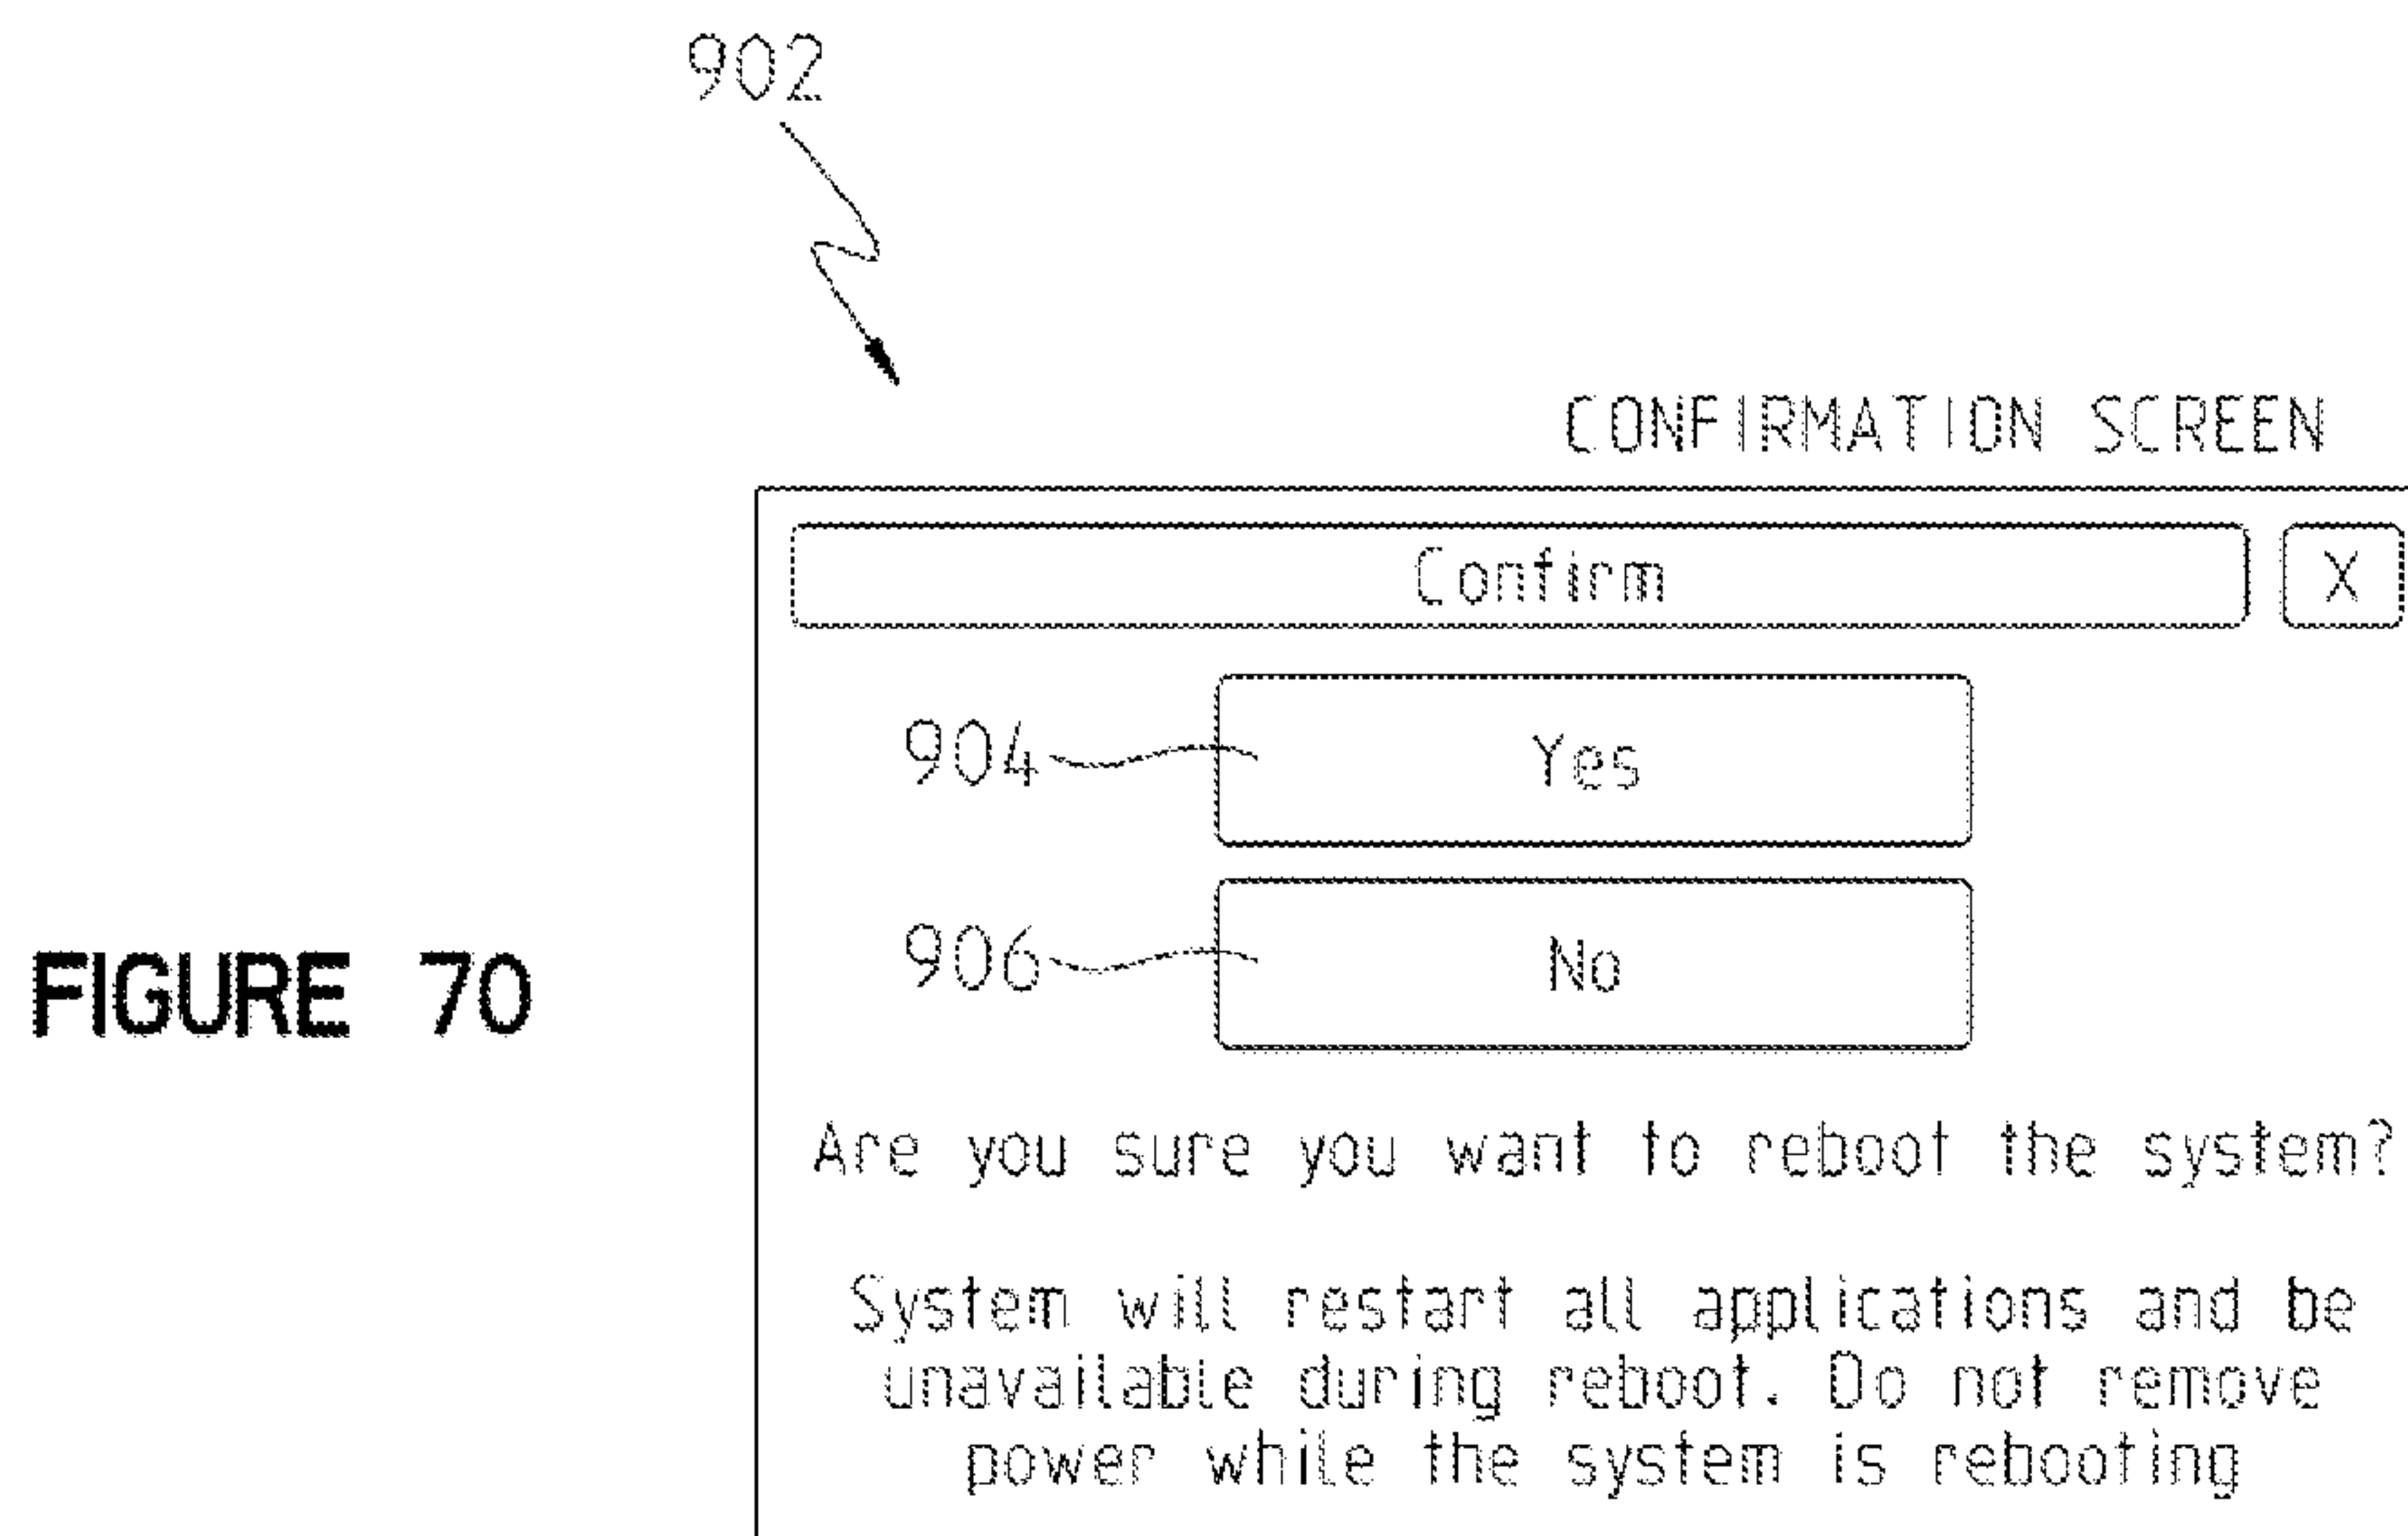 902
CONFIRMATION SCREEN
Confirm X
904 Yes
906 No
FIGURE 70
Are you sure you want to reboot the system?
System will restart all applications and be
unavailable during reboot. Do not remove
power while the system is rebooting